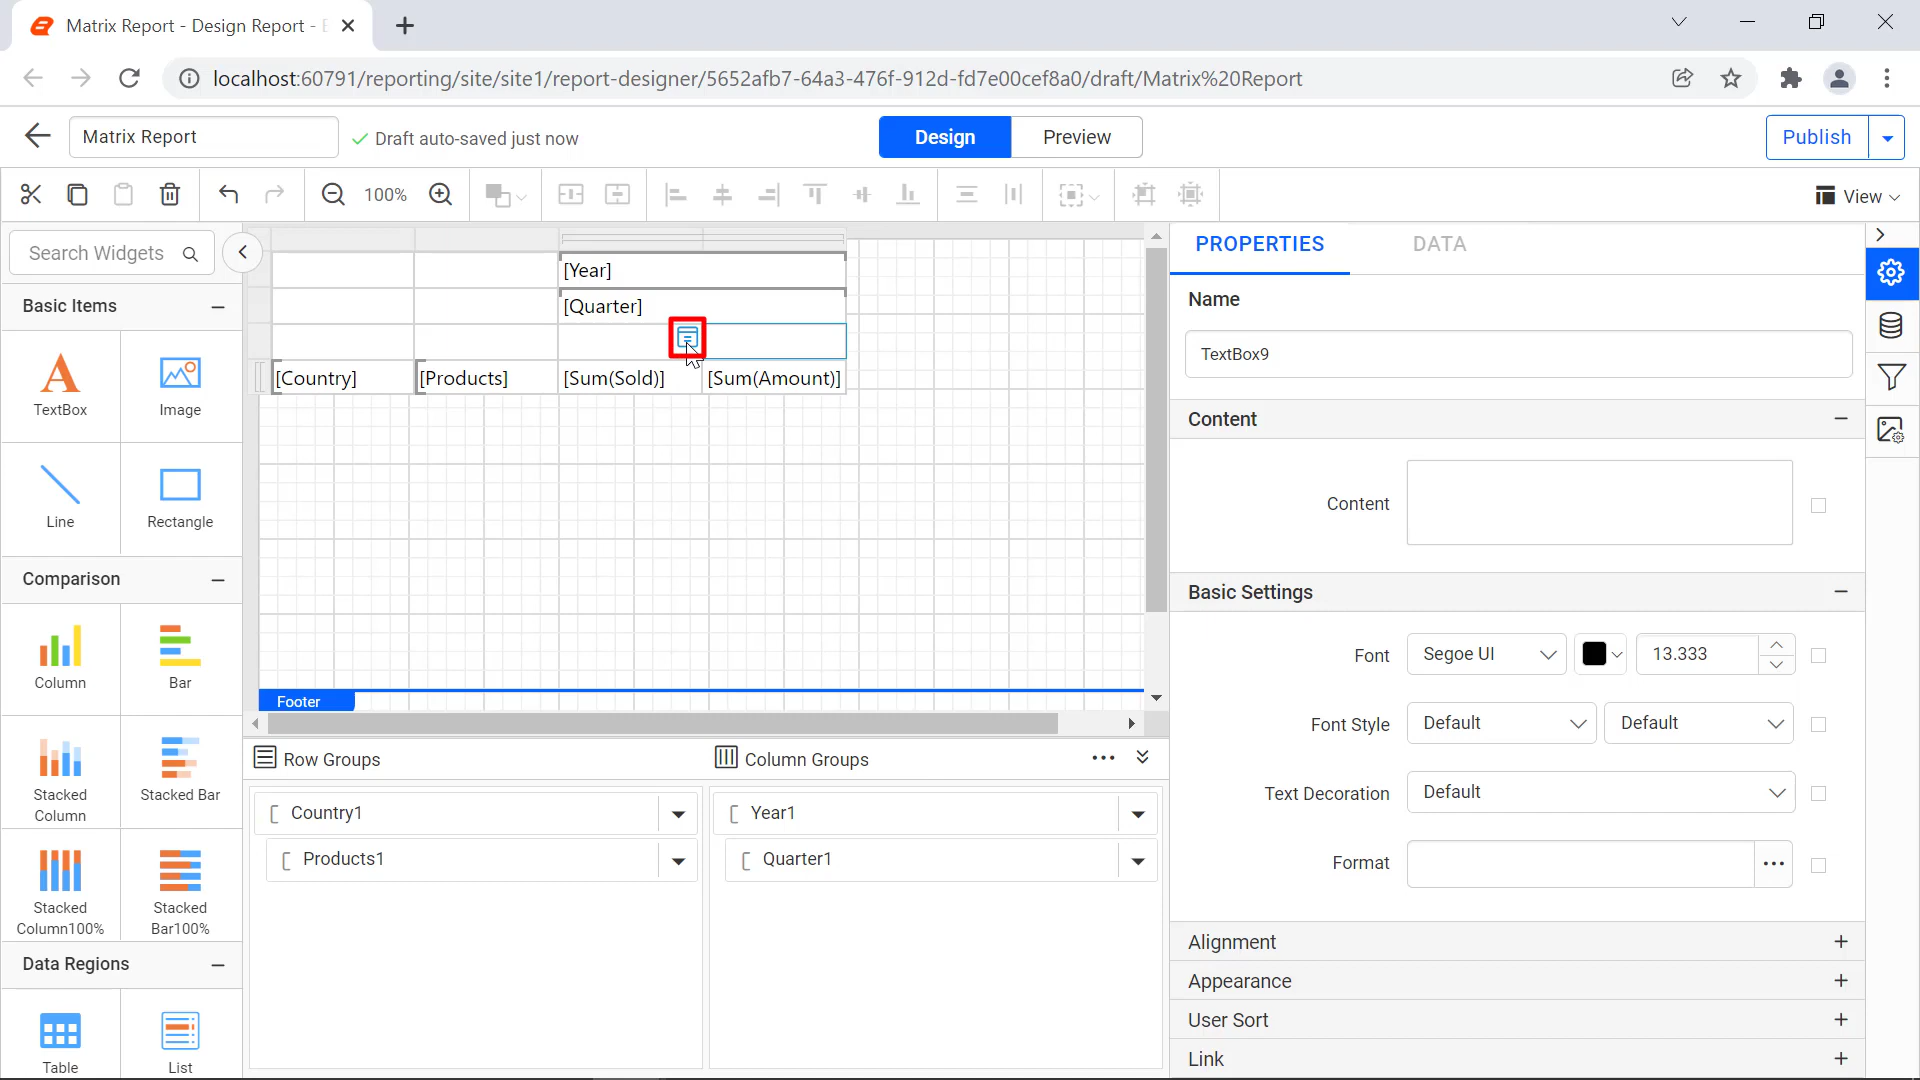 Matrix Report - Design Report -
localhost:60791/reporting/site/site1/report-designer/5652afb7-64a3-476f-912d-fd7e00cef8a0/draft/Matrix%20Report
Matrix Report
Draft auto-saved just now
Design
Preview
Publish
100%
View
Search Widgets
Basic Items
TextBox
Image
Line
Rectangle
Comparison
Column
Bar
Stacked
Column
Stacked Bar
Stacked
Column100%
Stacked
Bar100%
Data Regions
Table
List
[Year]
[Quarter]
[Country]
[Products]
[Sum(Sold)]
[Sum(Amount)]
Footer
Row Groups
Column Groups
Country1
Products1
Year1
Quarter1
PROPERTIES
DATA
Name
TextBox9
Content
Content
Basic Settings
Font
Segoe UI
13.333
Font Style
Default
Default
Text Decoration
Default
Format
Alignment
Appearance
User Sort
Link